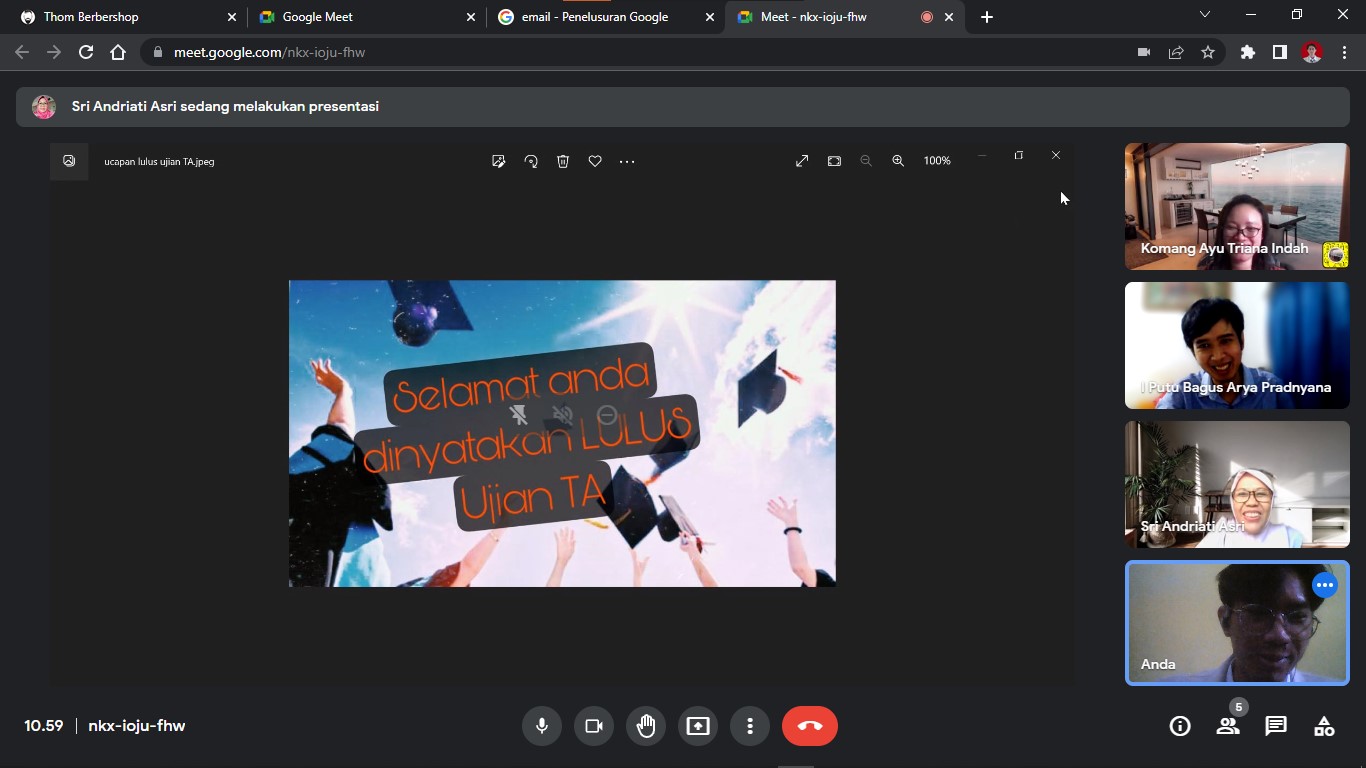 Thom Berbershop
Google Meet
email - Penelusuran Google
Meet - nkx-ioju-fhw
meet.google.com/nkx-ioju-fhw
Sri Andriati Asri sedang melakukan presentasi
ucapan lulus ujian TA.jpeg
100%
Selamat anda
dinyatakan LULUS
Ujian TA
Komang Ayu Triana Indah
I Putu Bagus Arya Pradnyana
Sri Andriati Asri
Anda
10.59 | nkx-ioju-fhw
5